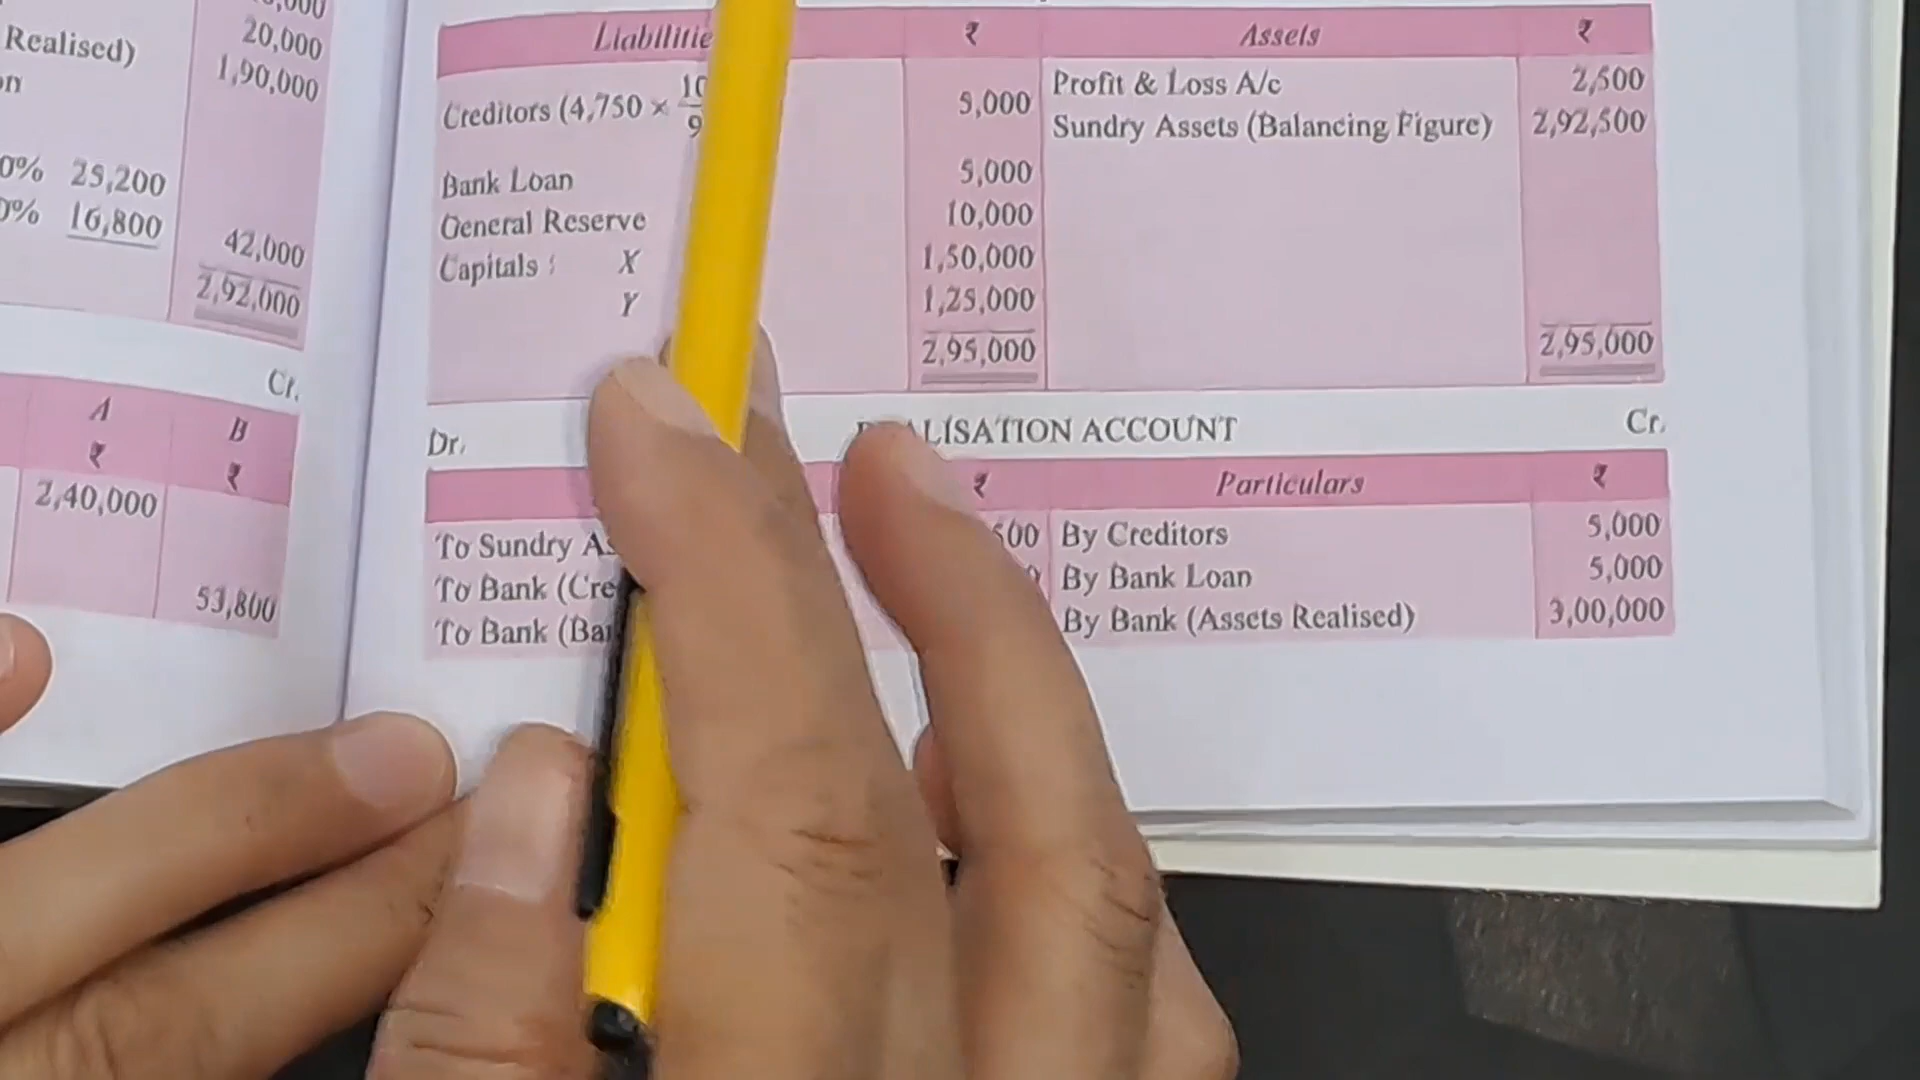 Realised) 20,000
1,90,000
0% 25,200
0% 16,800 42,000
2,92,000
Cr.
A B
₹ ₹
2,40,000
53,800
₹ Assets ₹
Creditors (4,750 × 10/9 5,000 Profit & Loss A/c 2,500
Sundry Assets (Balancing Figure) 2,92,500
Bank Loan 5,000
General Reserve 10,000
Capitals : X 1,50,000
Y 1,25,000
2,95,000 2,95,000
Dr. ACCOUNT Cr.
₹ Particulars ₹
To Sundry By Creditors 5,000
To Bank By Bank Loan 5,000
To Bank By Bank (Assets Realised) 3,00,000